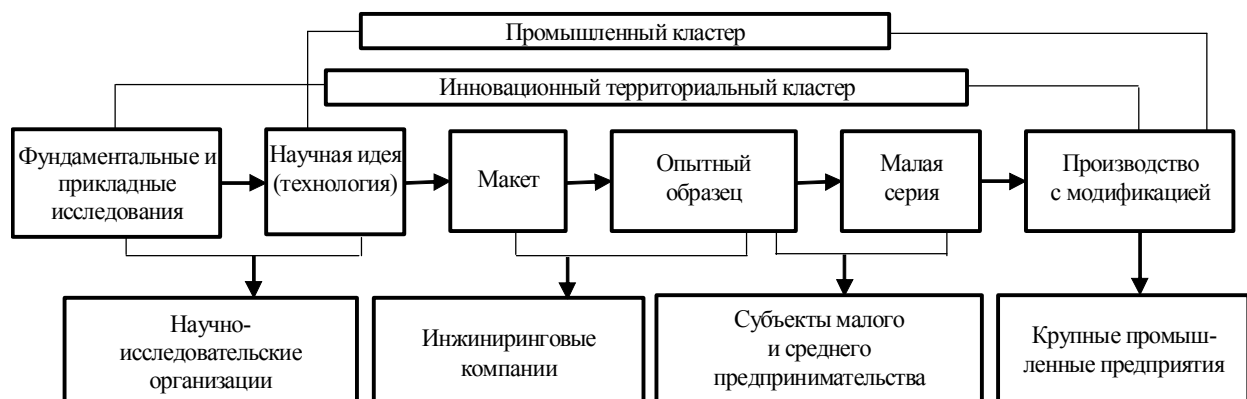 Промышленный кластер
Инновационный территориальный кластер
Фундаментальные и
прикладные
исследования
Научная идея
(технология)
Макет
Опытный
образец
Малая
серия
Производство
с модификацией
Научно-
исследовательские
организации
Инжиниринговые
компании
Субъекты малого
и среднего
предпринимательства
Крупные промыш-
ленные предприятия